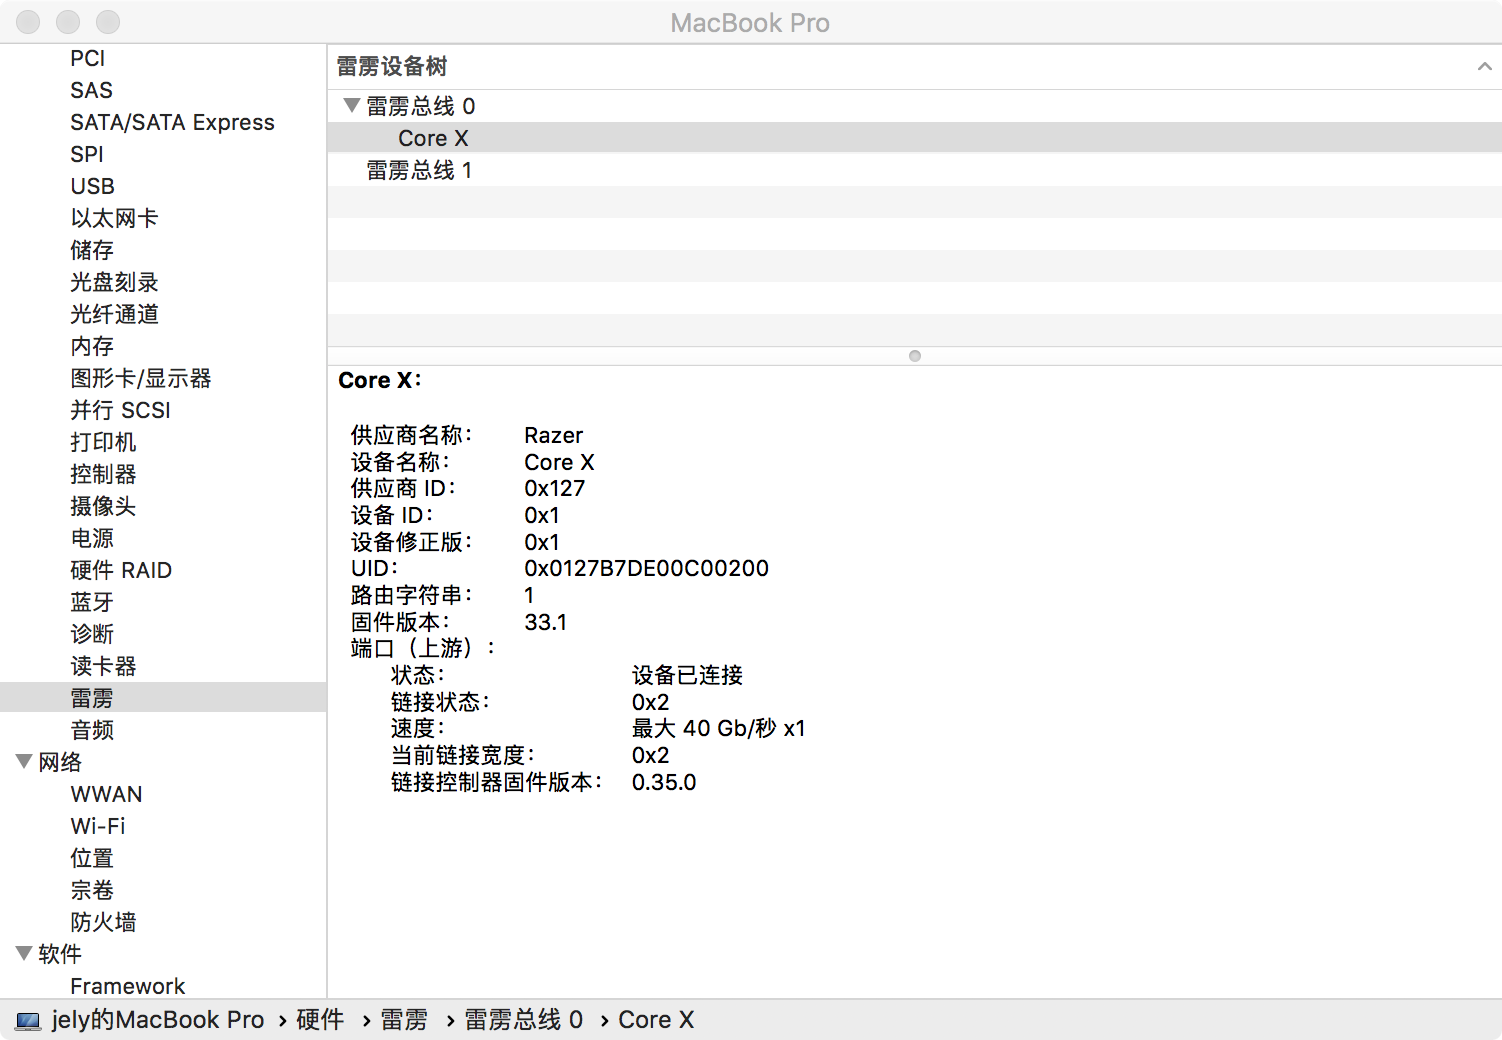 MacBook Pro
PCI
SAS
SATA/SATA Express
SPI
USB
以太网卡
储存
光盘刻录
光纤通道
内存
图形卡/显示器
并行 SCSI
打印机
控制器
摄像头
电源
硬件 RAID
蓝牙
诊断
读卡器
雷雳
音频
网络
WWAN
Wi-Fi
位置
宗卷
防火墙
软件
Framework
雷雳设备树
雷雳总线 0
Core X
雷雳总线 1
Core X：
供应商名称： Razer
设备名称： Core X
供应商 ID： 0x127
设备 ID： 0x1
设备修正版： 0x1
UID： 0x0127B7DE00C00200
路由字符串： 1
固件版本： 33.1
端口（上游）：
状态： 设备已连接
链接状态： 0x2
速度： 最大 40 Gb/秒 x1
当前链接宽度： 0x2
链接控制器固件版本： 0.35.0
jely的MacBook Pro › 硬件 › 雷雳 › 雷雳总线 0 › Core X